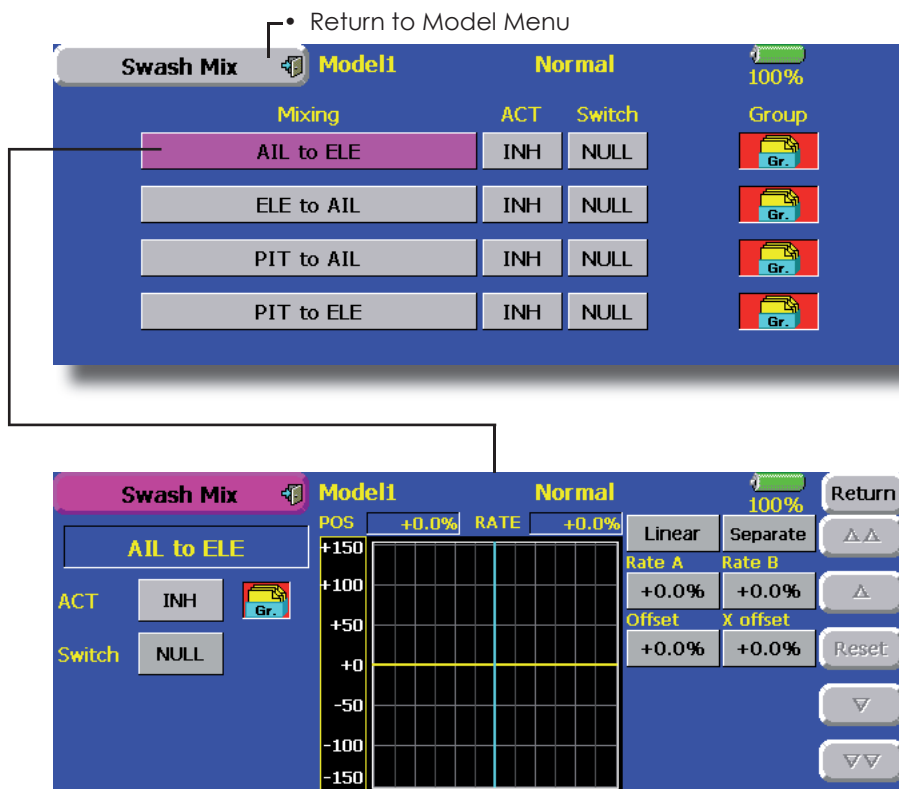 • Return to Model Menu
Swash Mix Model1 Normal 100%
Mixing ACT Switch Group
AIL to ELE INH NULL Gr.
ELE to AIL INH NULL Gr.
PIT to AIL INH NULL Gr.
PIT to ELE INH NULL Gr.
Swash Mix Model1 Normal 100% Return
POS +0.0% RATE +0.0%
AIL to ELE
ACT INH Gr.
Switch NULL
+150
+100
+50
+0
-50
-100
-150
Linear Separate
Rate A Rate B
+0.0% +0.0%
Offset X offset
+0.0% +0.0%
Reset